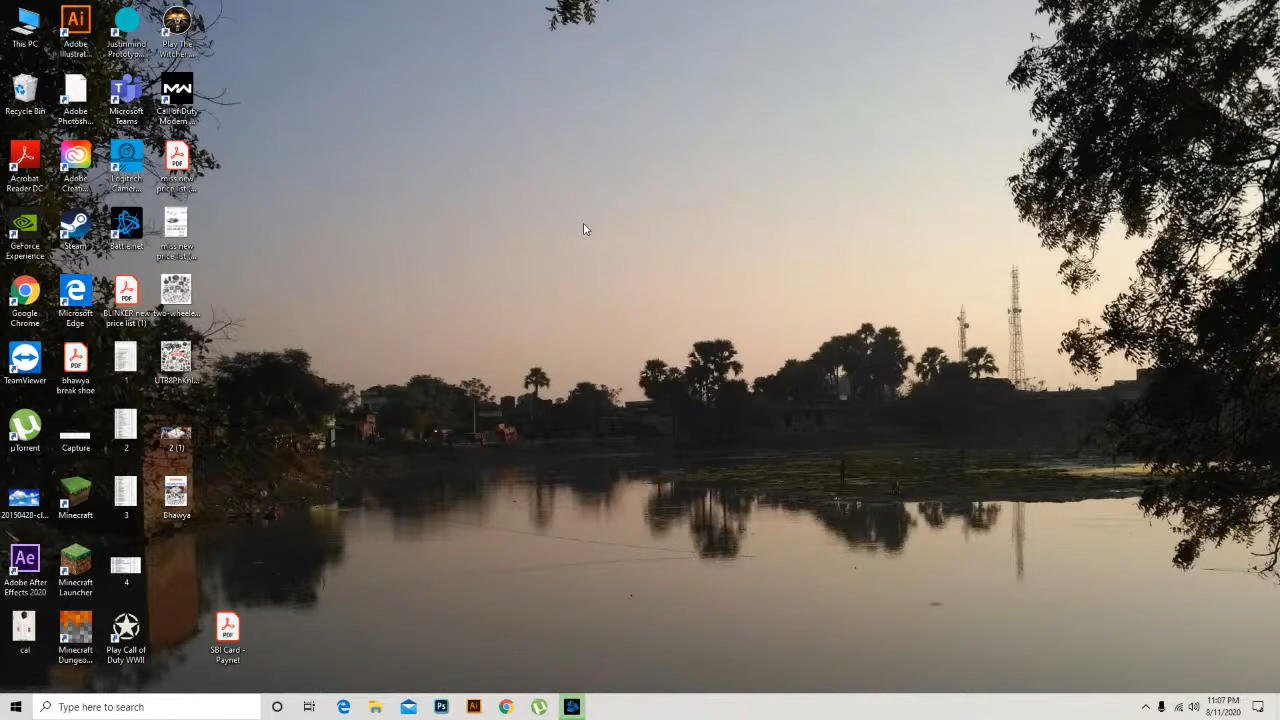 This PC
Adobe
Illustrat...
Justinmind
Prototyp...
Play The
Witcher ...
Recycle Bin
Adobe
Photosh...
Microsoft
Teams
Call of Duty
Modern ...
Acrobat
Reader DC
Adobe
Creati...
Logitech
Gamer...
miss new
price list (...
GeForce
Experience
Steam
Battle.net
miss new
price list (...
Google
Chrome
Microsoft
Edge
BLINKER new
price list (1)
two-wheele...
TeamViewer
bhawya
break shoe
1
µTorrent
Capture
2
2 (1)
20150428-cl...
Minecraft
3
Bhawya
Adobe After
Effects 2020
Minecraft
Launcher
4
cal
Minecraft
Dungeo...
Play Call of
Duty WWII
SBI Card -
Paynet
Type here to search
11:07 PM
8/11/2020